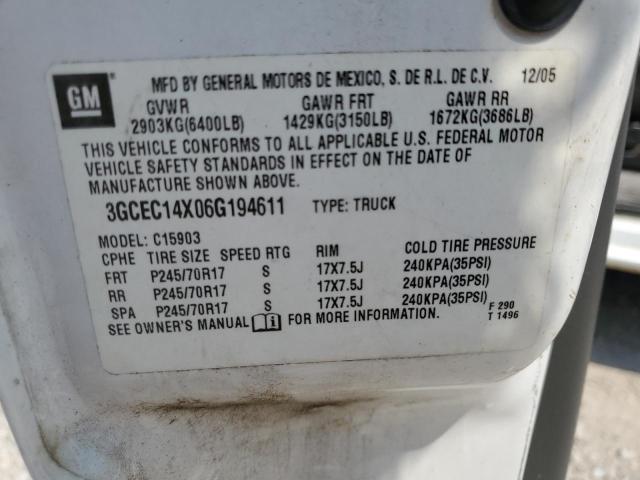 GM
MFD BY GENERAL MOTORS DE MEXICO, S. DE R.L. DE C.V. 12/05
GVWR GAWR FRT GAWR RR
2903KG(6400LB) 1429KG(3150LB) 1672KG(3686LB)
THIS VEHICLE CONFORMS TO ALL APPLICABLE U.S. FEDERAL MOTOR
VEHICLE SAFETY STANDARDS IN EFFECT ON THE DATE OF
MANUFACTURE SHOWN ABOVE.
3GCEC14X06G194611 TYPE: TRUCK
MODEL: C15903
CPHE TIRE SIZE SPEED RTG RIM COLD TIRE PRESSURE
FRT P245/70R17 S 17X7.5J 240KPA(35PSI)
RR P245/70R17 S 17X7.5J 240KPA(35PSI)
SPA P245/70R17 S 17X7.5J 240KPA(35PSI)
SEE OWNER'S MANUAL FOR MORE INFORMATION.
F 290
T 1496